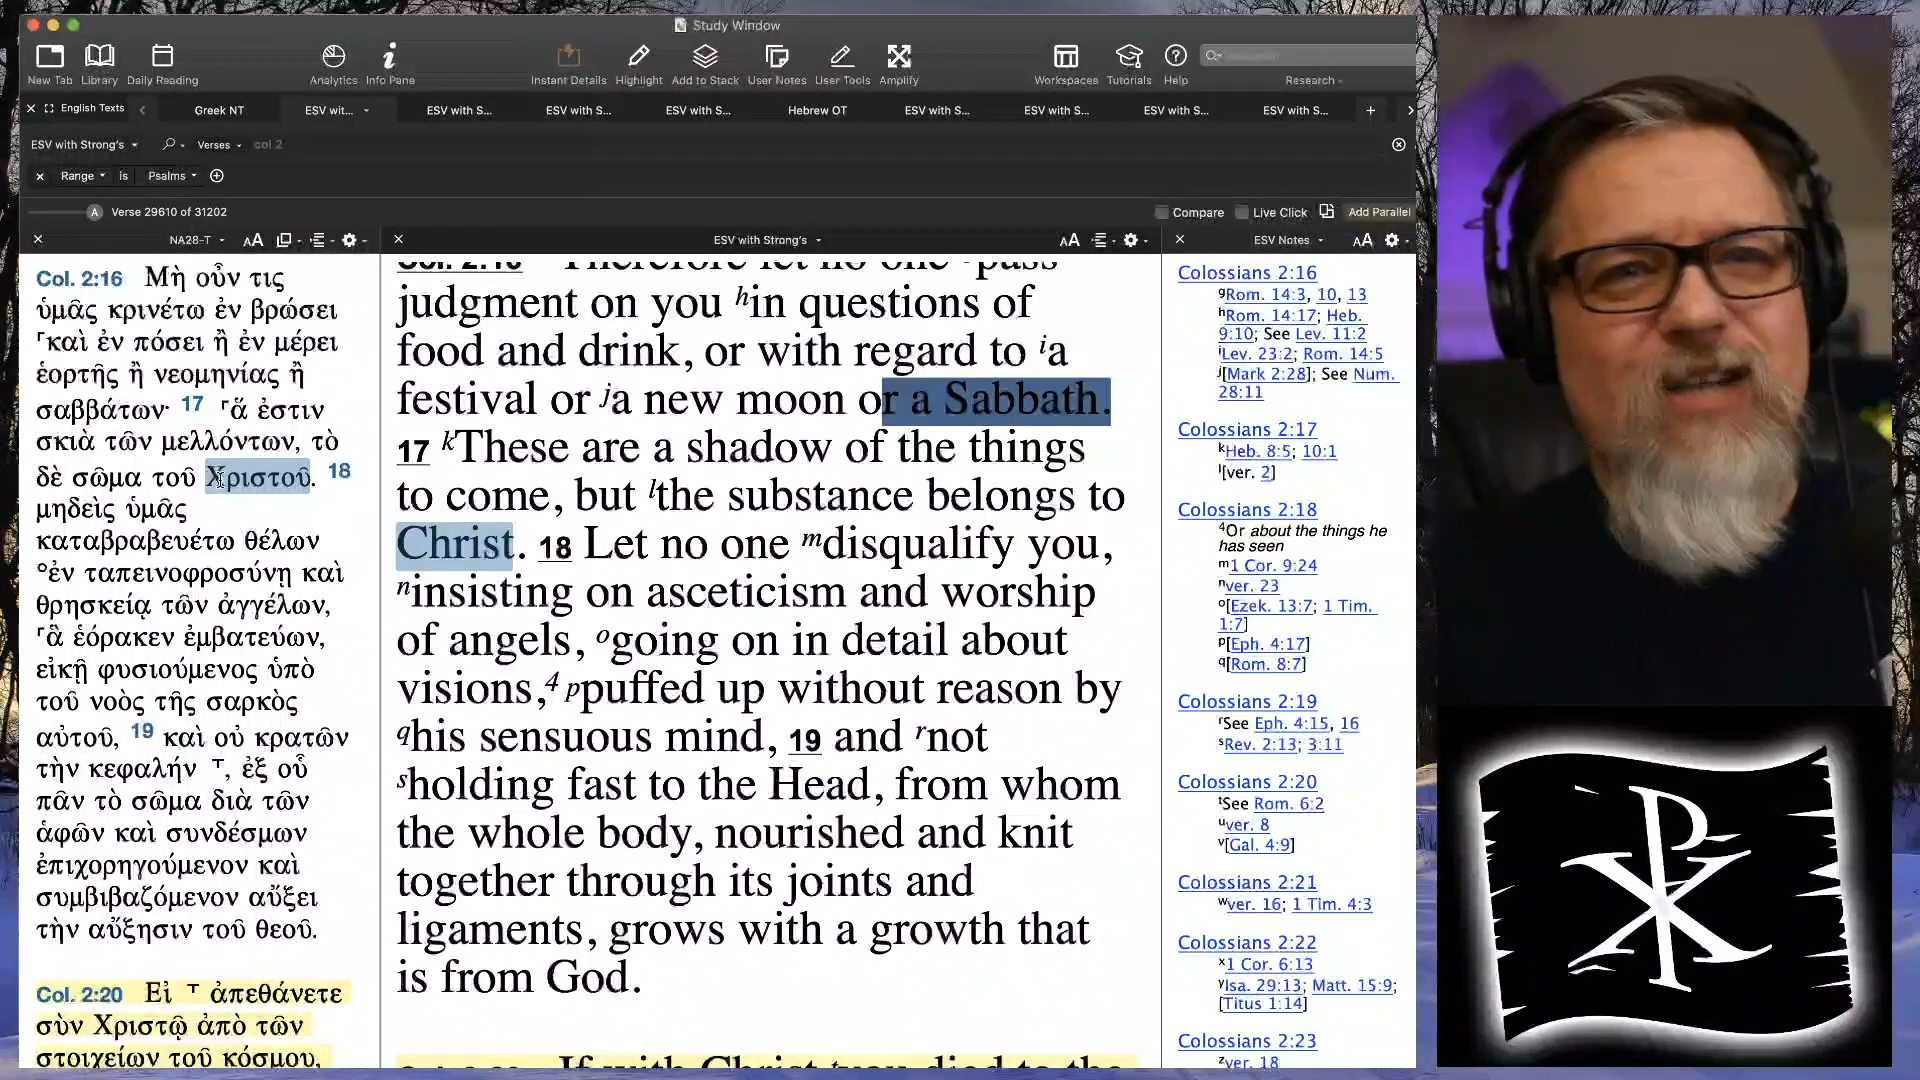 Study Window
New Tab Library Daily Reading Analytics Info Pane Instant Details Highlight Add to Stack User Notes User Tools Amplify Workspaces Tutorials Help Research
English Texts Greek NT ESV wit... ESV with S... ESV with S... ESV with S... Hebrew OT ESV with S... ESV with S... ESV with S... ESV with S...
ESV with Strong's Verses col 2
Range is Psalms
A Verse 29610 of 31202 Compare Live Click Add Parallel
NA28-T AA
Col. 2:16 Μὴ οὖν τις
ὑμᾶς κρινέτω ἐν βρώσει
⸀καὶ ἐν πόσει ἢ ἐν μέρει
ἑορτῆς ἢ νεομηνίας ἢ
σαββάτων· 17 ⸀ἅ ἐστιν
σκιὰ τῶν μελλόντων, τὸ
δὲ σῶμα τοῦ Χριστοῦ. 18
μηδεὶς ὑμᾶς
καταβραβευέτω θέλων
°ἐν ταπεινοφροσύνῃ καὶ
θρησκείᾳ τῶν ἀγγέλων,
⸀ἃ ἑόρακεν ἐμβατεύων,
εἰκῇ φυσιούμενος ὑπὸ
τοῦ νοὸς τῆς σαρκὸς
αὐτοῦ, 19 καὶ οὐ κρατῶν
τὴν κεφαλήν ⸆, ἐξ οὗ
πᾶν τὸ σῶμα διὰ τῶν
ἁφῶν καὶ συνδέσμων
ἐπιχορηγούμενον καὶ
συμβιβαζόμενον αὔξει
τὴν αὔξησιν τοῦ θεοῦ.
Col. 2:20 Εἰ ⸆ ἀπεθάνετε
σὺν Χριστῷ ἀπὸ τῶν
στοιχείων τοῦ κόσμου,
ESV with Strong's AA
Therefore let no one gpass
judgment on you hin questions of
food and drink, or with regard to ia
festival or ja new moon or a Sabbath.
17 kThese are a shadow of the things
to come, but lthe substance belongs to
Christ. 18 Let no one mdisqualify you,
ninsisting on asceticism and worship
of angels, ogoing on in detail about
visions,4 ppuffed up without reason by
qhis sensuous mind, 19 and rnot
sholding fast to the Head, from whom
the whole body, nourished and knit
together through its joints and
ligaments, grows with a growth that
is from God.
If with Christ you died to the
ESV Notes AA
Colossians 2:16
gRom. 14:3, 10, 13
hRom. 14:17; Heb.
9:10; See Lev. 11:2
iLev. 23:2; Rom. 14:5
j[Mark 2:28]; See Num.
28:11
Colossians 2:17
kHeb. 8:5; 10:1
l[ver. 2]
Colossians 2:18
4Or about the things he
has seen
m1 Cor. 9:24
nver. 23
o[Ezek. 13:7; 1 Tim.
1:7]
p[Eph. 4:17]
q[Rom. 8:7]
Colossians 2:19
rSee Eph. 4:15, 16
sRev. 2:13; 3:11
Colossians 2:20
tSee Rom. 6:2
uver. 8
v[Gal. 4:9]
Colossians 2:21
wver. 16; 1 Tim. 4:3
Colossians 2:22
x1 Cor. 6:13
yIsa. 29:13; Matt. 15:9;
[Titus 1:14]
Colossians 2:23
zver. 18